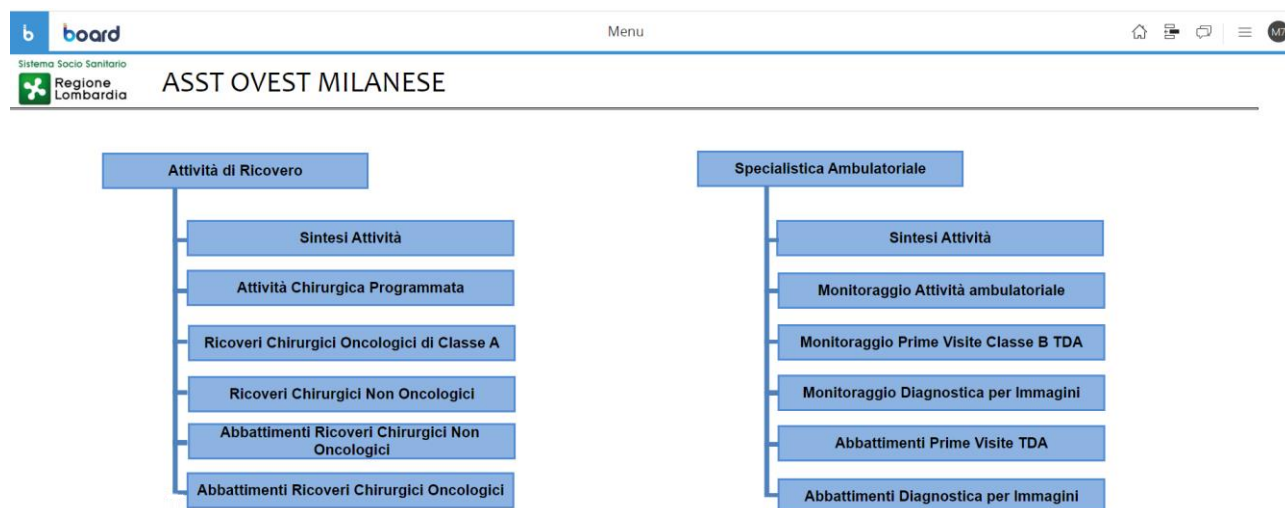 b board
Menu
M7
Sistema Socio Sanitario
Regione
Lombardia
ASST OVEST MILANESE
Attività di Ricovero
Sintesi Attività
Attività Chirurgica Programmata
Ricoveri Chirurgici Oncologici di Classe A
Ricoveri Chirurgici Non Oncologici
Abbattimenti Ricoveri Chirurgici Non
Oncologici
Abbattimenti Ricoveri Chirurgici Oncologici
Specialistica Ambulatoriale
Sintesi Attività
Monitoraggio Attività ambulatoriale
Monitoraggio Prime Visite Classe B TDA
Monitoraggio Diagnostica per Immagini
Abbattimenti Prime Visite TDA
Abbattimenti Diagnostica per Immagini